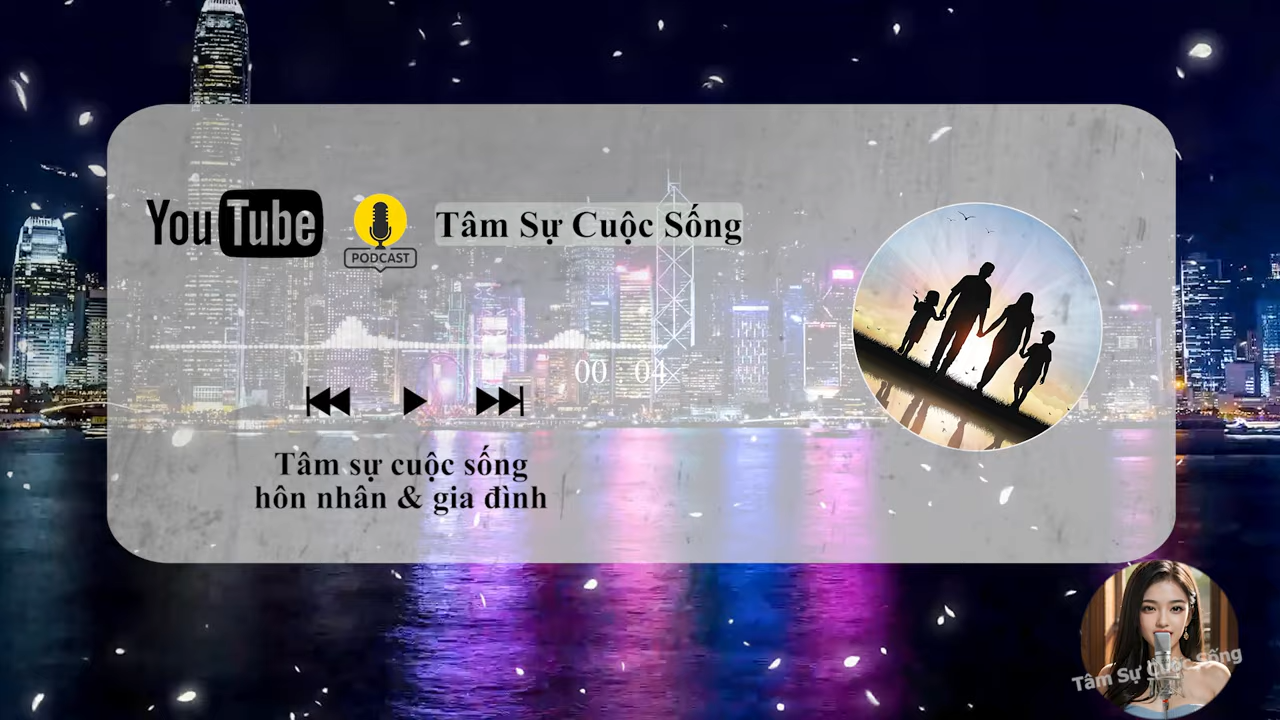 YouTube
PODCAST
Tâm Sự Cuộc Sống
00 04
Tâm sự cuộc sống
hôn nhân & gia đình
Tâm Sự Cuộc Sống